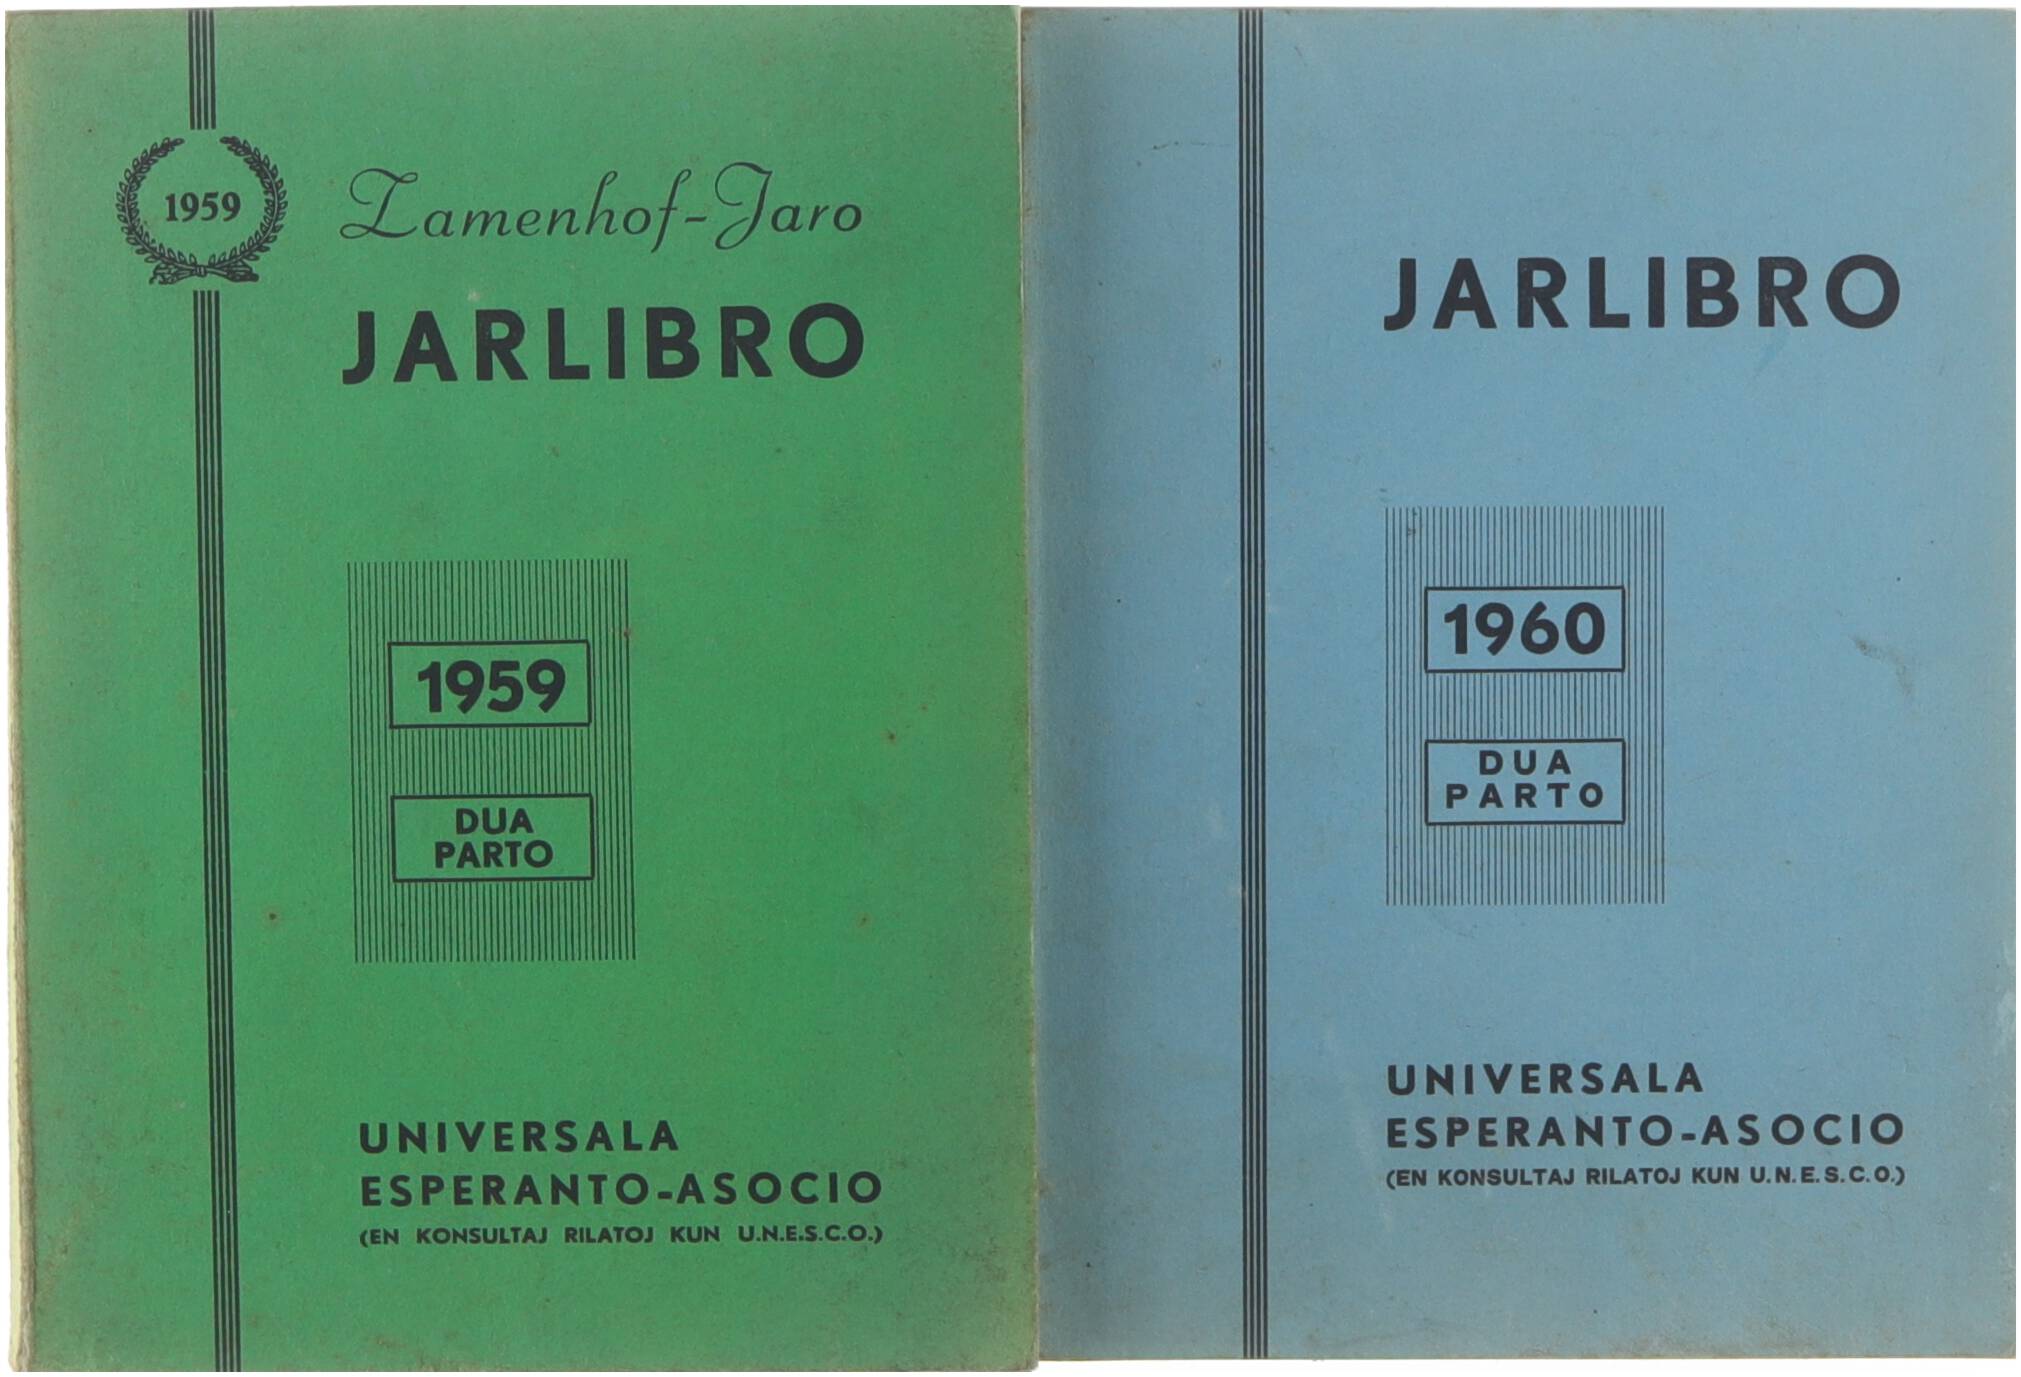 1959
Zamenhof-Jaro
JARLIBRO
1959
DUA
PARTO
UNIVERSALA
ESPERANTO-ASOCIO
(EN KONSULTAJ RILATOJ KUN U.N.E.S.C.O.)
JARLIBRO
1960
DUA
PARTO
UNIVERSALA
ESPERANTO-ASOCIO
(EN KONSULTAJ RILATOJ KUN U.N.E.S.C.O.)